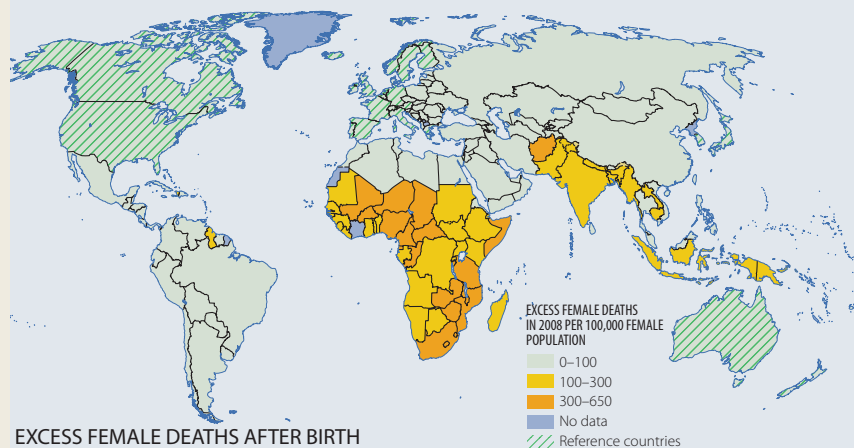 EXCESS FEMALE DEATHS
IN 2008 PER 100,000 FEMALE
POPULATION
0–100
100–300
300–650
No data
Reference countries
EXCESS FEMALE DEATHS AFTER BIRTH